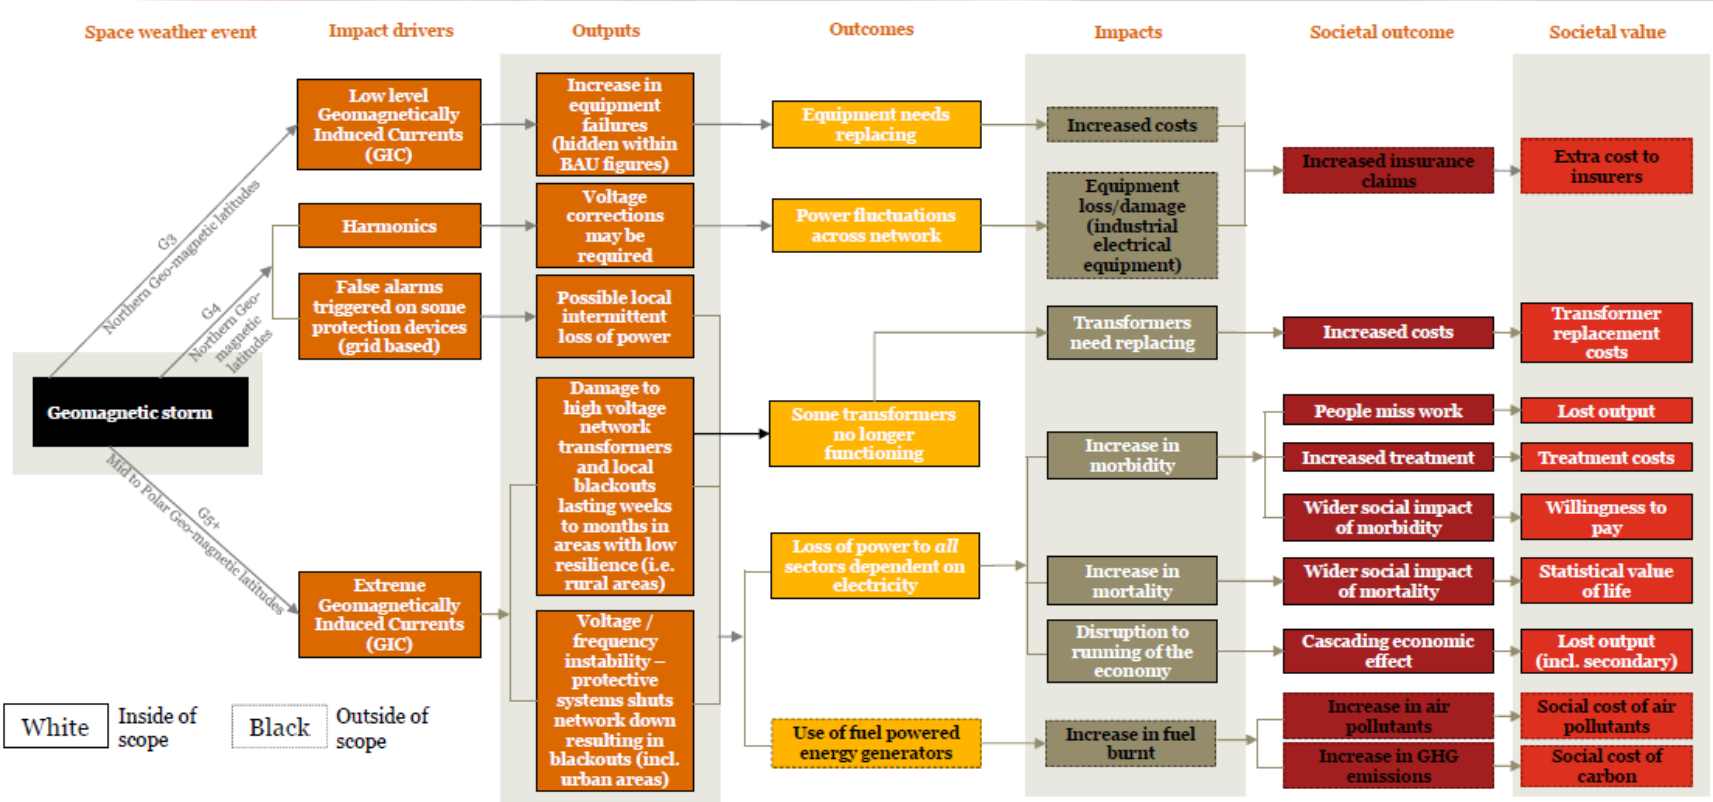 Space weather event
Impact drivers
Outputs
Outcomes
Impacts
Societal outcome
Societal value
Geomagnetic storm
G3
Northern Geo-magnetic latitudes
G4
Northern Geo-
magnetic
latitudes
G5+
Mid to Polar Geo-magnetic latitudes
Low level
Geomagnetically
Induced Currents
(GIC)
Harmonics
False alarms
triggered on some
protection devices
(grid based)
Extreme
Geomagnetically
Induced Currents
(GIC)
Increase in
equipment
failures
(hidden within
BAU figures)
Voltage
corrections
may be
required
Possible local
intermittent
loss of power
Damage to
high voltage
network
transformers
and local
blackouts
lasting weeks
to months in
areas with low
resilience (i.e.
rural areas)
Voltage /
frequency
instability –
protective
systems shuts
network down
resulting in
blackouts (incl.
urban areas)
Equipment needs
replacing
Power fluctuations
across network
Some transformers
no longer
functioning
Loss of power to all
sectors dependent on
electricity
Use of fuel powered
energy generators
Increased costs
Equipment
loss/damage
(industrial
electrical
equipment)
Transformers
need replacing
Increase in
morbidity
Increase in
mortality
Disruption to
running of the
economy
Increase in fuel
burnt
Increased insurance
claims
Increased costs
People miss work
Increased treatment
Wider social impact
of morbidity
Wider social impact
of mortality
Cascading economic
effect
Increase in air
pollutants
Increase in GHG
emissions
Extra cost to
insurers
Transformer
replacement
costs
Lost output
Treatment costs
Willingness to
pay
Statistical value
of life
Lost output
(incl. secondary)
Social cost of air
pollutants
Social cost of
carbon
White
Inside of
scope
Black
Outside of
scope